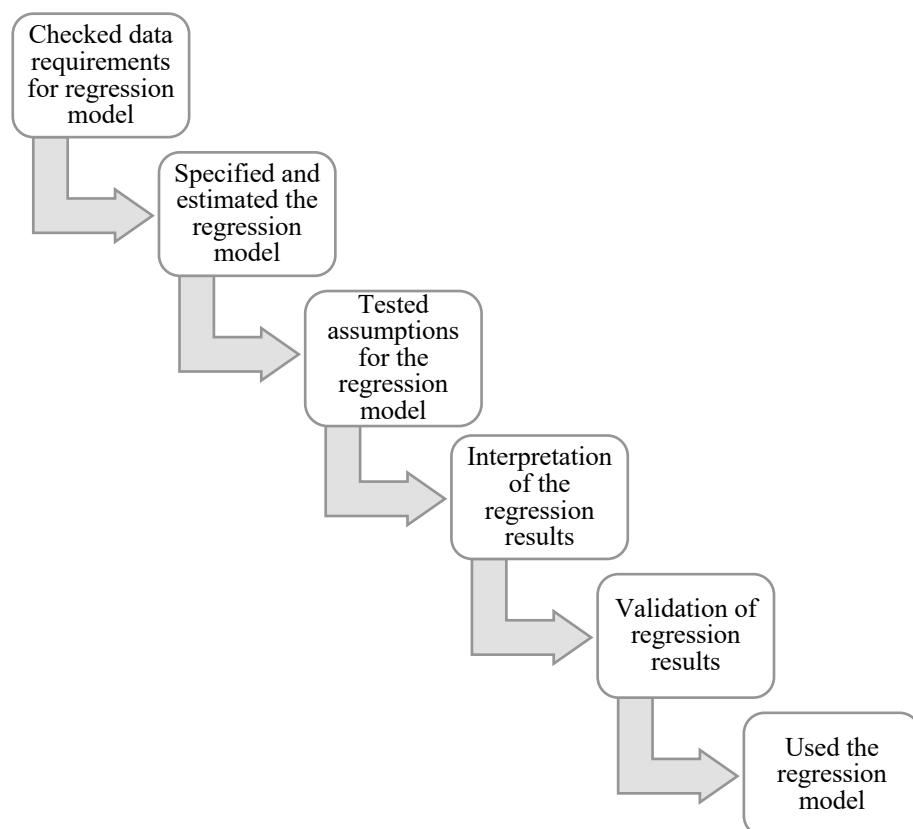 Checked data
requirements
for regression
model
Specified and
estimated the
regression
model
Tested
assumptions
for the
regression
model
Interpretation
of the
regression
results
Validation of
regression
results
Used the
regression
model